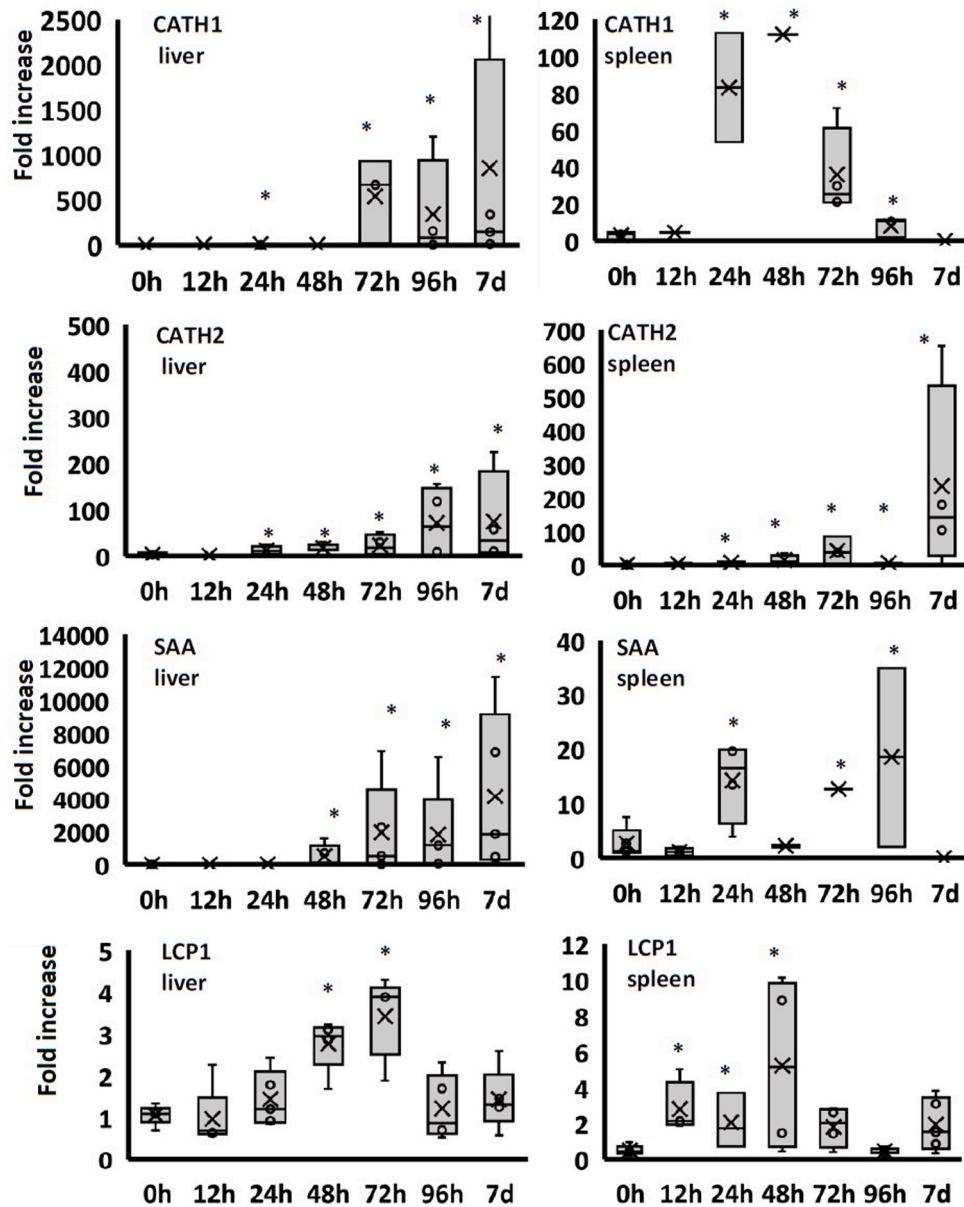 CATH1
liver
Fold increase
2500
2000
1500
1000
500
0
* * * *
0h 12h 24h 48h 72h 96h 7d
CATH1
spleen
120
100
80
60
40
20
0
* * * *
0h 12h 24h 48h 72h 96h 7d
CATH2
liver
Fold increase
500
400
300
200
100
0
* * * * *
0h 12h 24h 48h 72h 96h 7d
CATH2
spleen
700
600
500
400
300
200
100
0
* * * * *
0h 12h 24h 48h 72h 96h 7d
SAA
liver
Fold increase
14000
12000
10000
8000
6000
4000
2000
0
* * * *
0h 12h 24h 48h 72h 96h 7d
SAA
spleen
40
30
20
10
0
* * *
0h 12h 24h 48h 72h 96h 7d
LCP1
liver
Fold increase
5
4
3
2
1
0
* *
0h 12h 24h 48h 72h 96h 7d
LCP1
spleen
12
10
8
6
4
2
0
* * *
0h 12h 24h 48h 72h 96h 7d